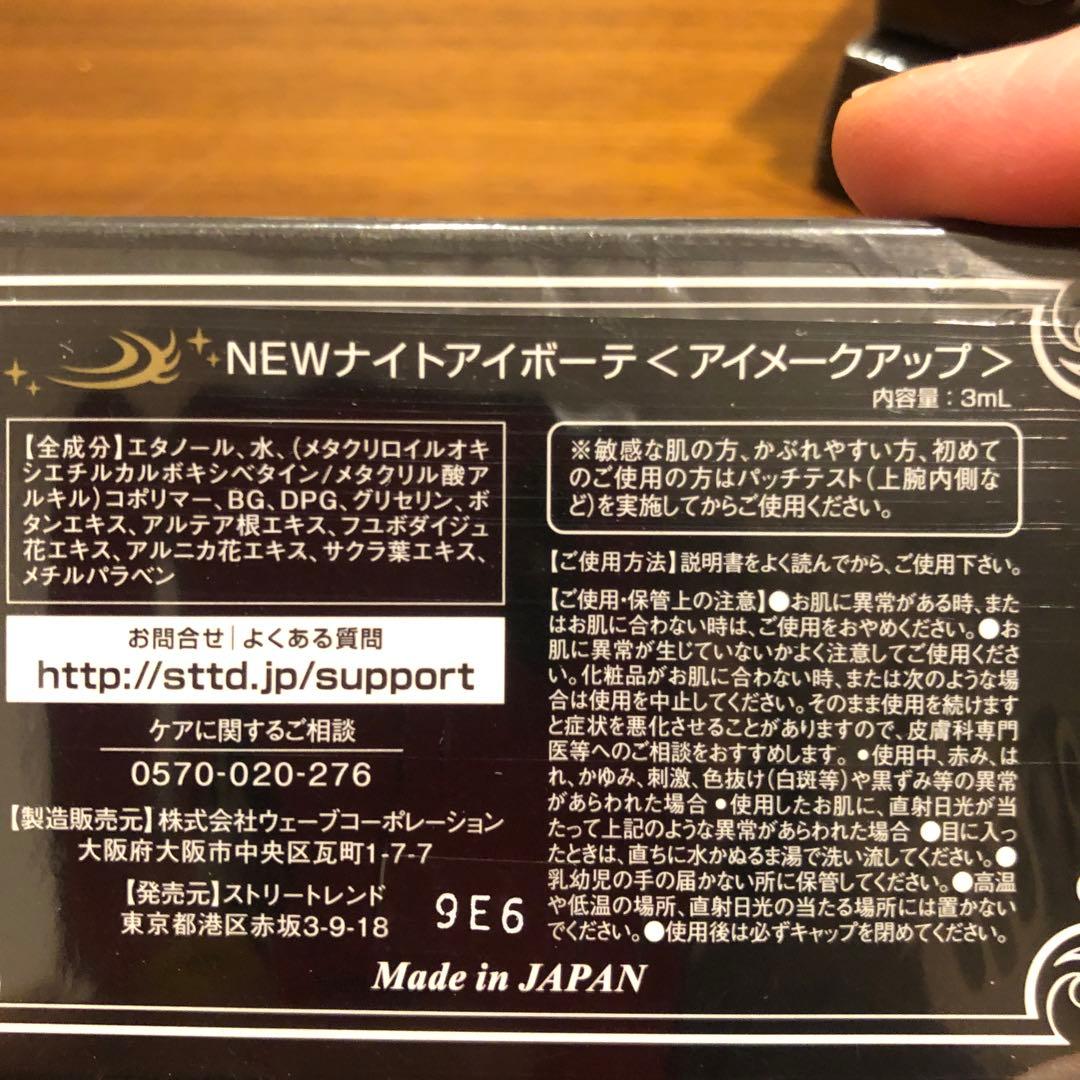 NEWナイトアイボーテ＜アイメークアップ＞
内容量：3mL
【全成分】エタノール、水、（メタクリロイルオキ
シエチルカルボキシベタイン/メタクリル酸ア
ルキル）コポリマー、BG、DPG、グリセリン、ボ
タンエキス、アルテア根エキス、フユボダイジュ
花エキス、アルニカ花エキス、サクラ葉エキス、
メチルパラベン
お問合せ｜よくある質問
http://sttd.jp/support
ケアに関するご相談
0570-020-276
【製造販売元】株式会社ウェーブコーポレーション
大阪府大阪市中央区瓦町1-7-7
【発売元】ストリートレンド
東京都港区赤坂3-9-18
9E6
※敏感な肌の方、かぶれやすい方、初めて
のご使用の方はパッチテスト（上腕内側な
ど）を実施してからご使用ください。
【ご使用方法】説明書をよく読んでから、ご使用下さい。
【ご使用・保管上の注意】●お肌に異常がある時、また
はお肌に合わない時は、ご使用をおやめください。●お
肌に異常が生じていないかよく注意してご使用くださ
い。化粧品がお肌に合わない時、または次のような場
合は使用を中止してください。そのまま使用を続けます
と症状を悪化させることがありますので、皮膚科専門
医等へのご相談をおすすめします。•使用中、赤み、は
れ、かゆみ、刺激、色抜け（白斑等）や黒ずみ等の異常
があらわれた場合•使用したお肌に、直射日光が当
たって上記のような異常があらわれた場合 ●目に入っ
たときは、直ちに水かぬるま湯で洗い流してください。●
乳幼児の手の届かない所に保管してください。●高温
や低温の場所、直射日光の当たる場所には置かない
でください。●使用後は必ずキャップを閉めてください。
Made in JAPAN